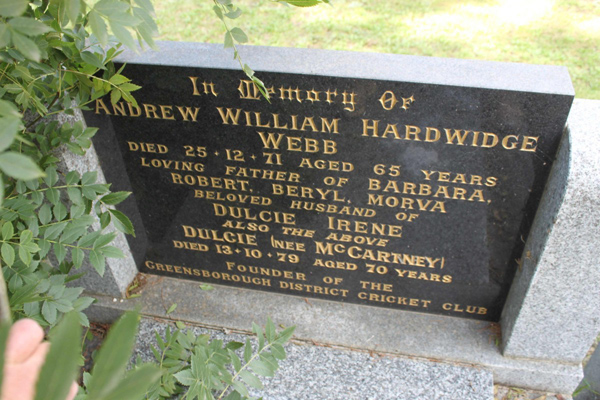 In Memory Of
ANDREW WILLIAM HARDWIDGE
WEBB
DIED 25·12·71 AGED 65 YEARS
LOVING FATHER OF BARBARA,
ROBERT, BERYL, MORVA
BELOVED HUSBAND OF
DULCIE IRENE
ALSO THE ABOVE
DULCIE (NEE McCARTNEY)
DIED 13·10·79 AGED 70 YEARS
FOUNDER OF THE
GREENSBOROUGH DISTRICT CRICKET CLUB